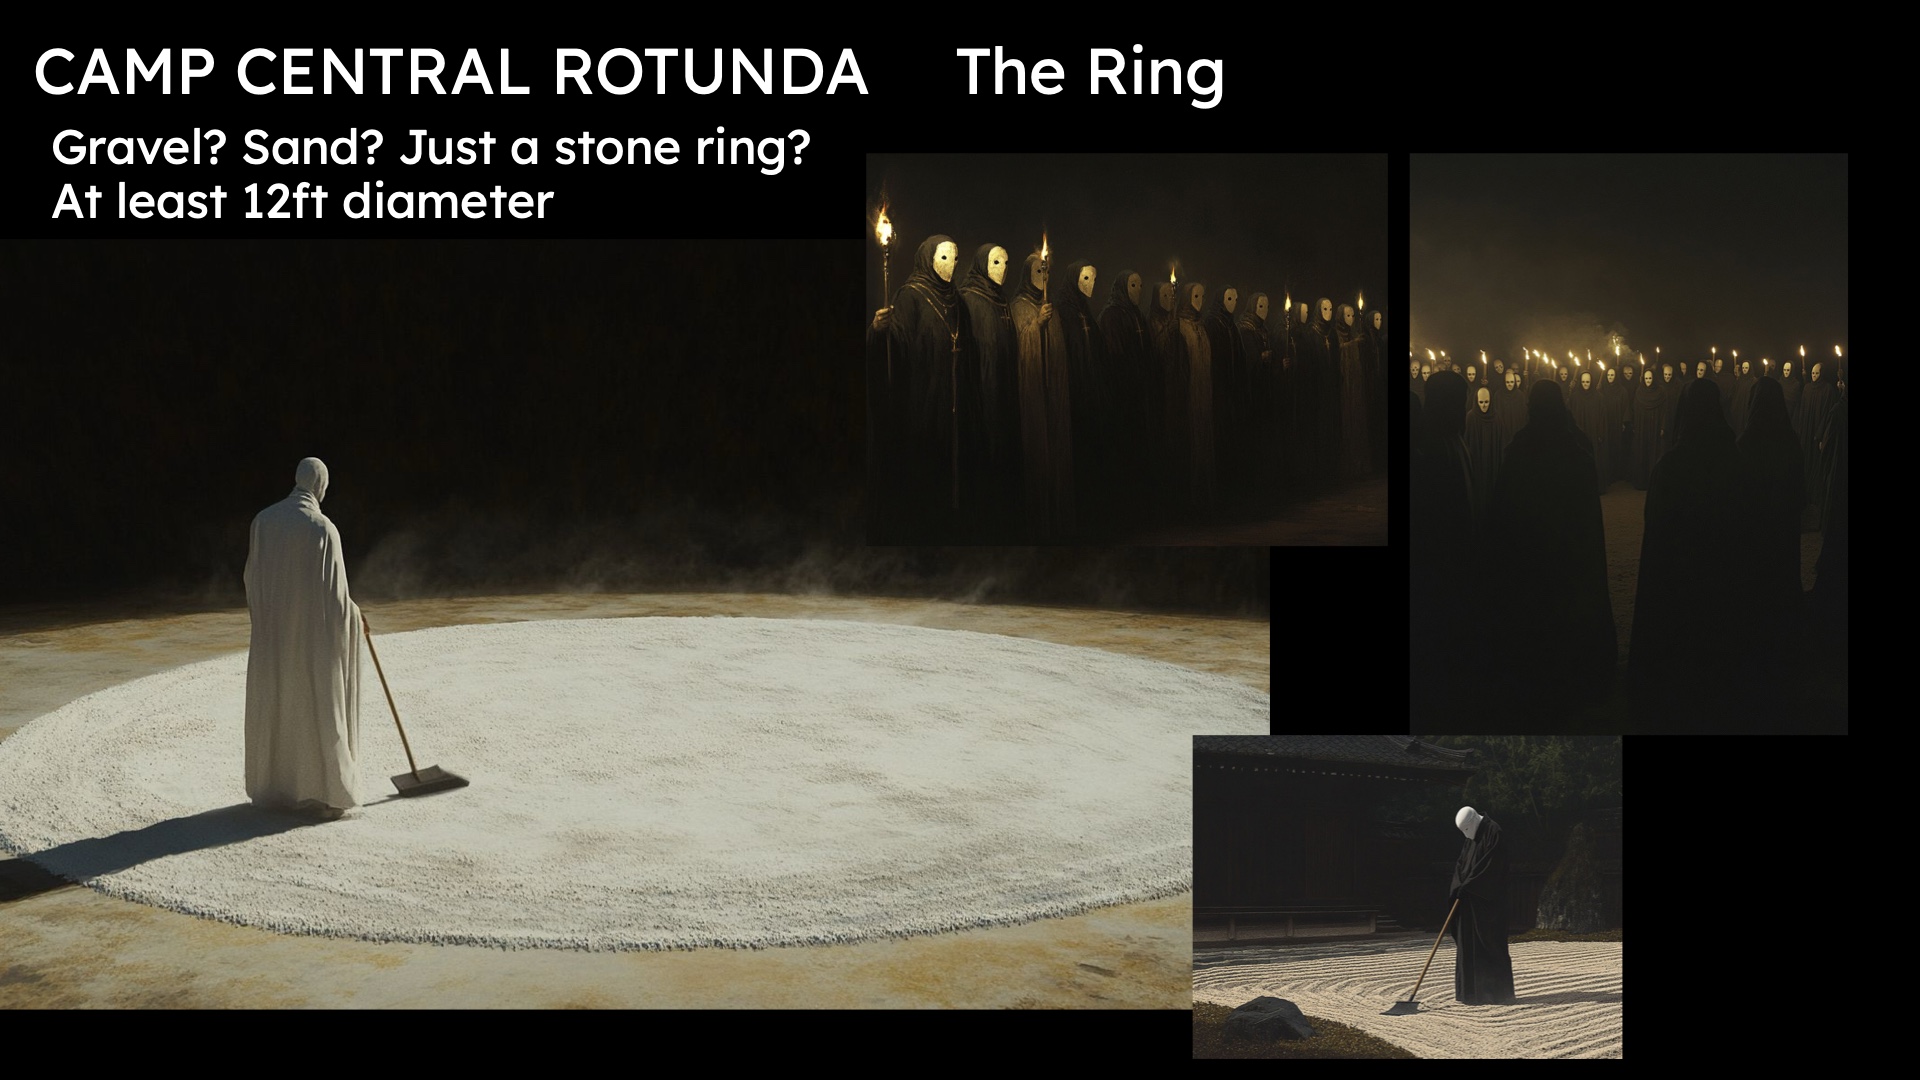 CAMP CENTRAL ROTUNDA The Ring
Gravel? Sand? Just a stone ring?
At least 12ft diameter